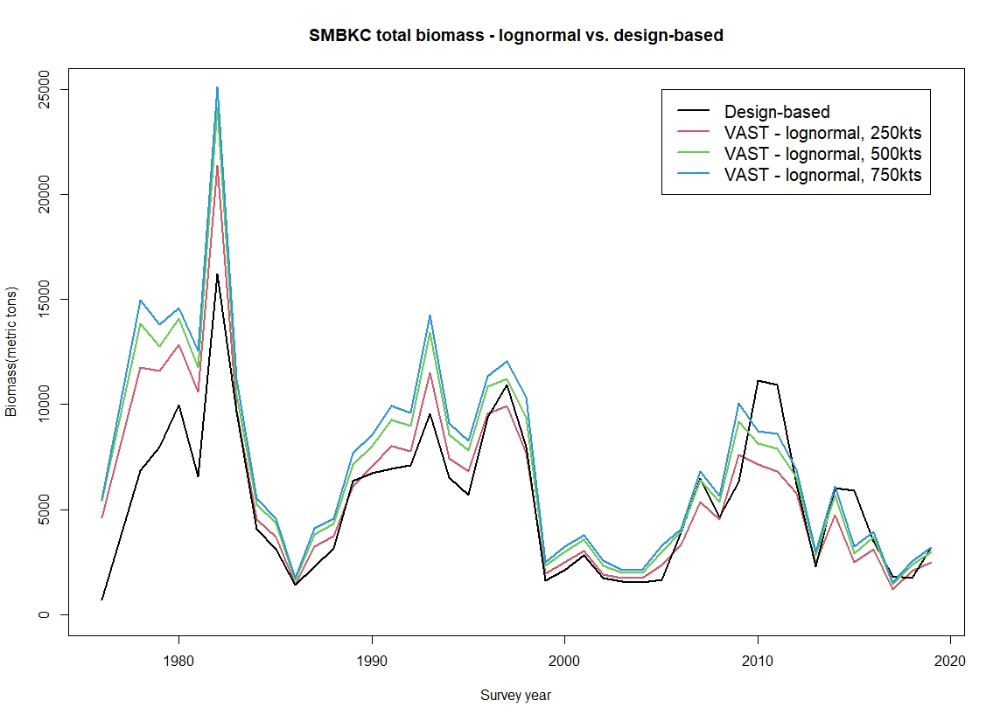 SMBKC total biomass - lognormal vs. design-based
Design-based
VAST - lognormal, 250kts
VAST - lognormal, 500kts
VAST - lognormal, 750kts
Biomass(metric tons)
25000
20000
15000
10000
5000
0
1980
1990
2000
2010
2020
Survey year